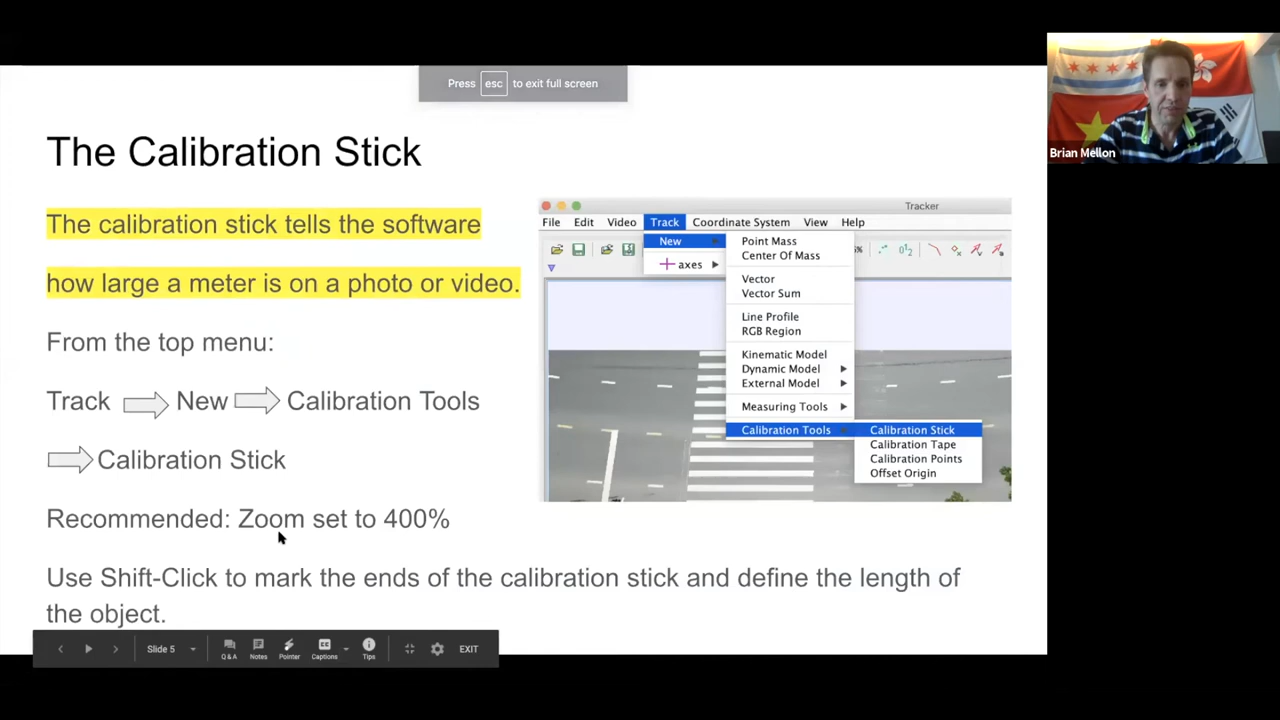 Press esc to exit full screen
Brian Mellon
The Calibration Stick
The calibration stick tells the software
how large a meter is on a photo or video.
From the top menu:
Track New Calibration Tools
Calibration Stick
Recommended: Zoom set to 400%
Use Shift-Click to mark the ends of the calibration stick and define the length of
the object.
Tracker
File Edit Video Track Coordinate System View Help
New
axes
Point Mass
Center Of Mass
Vector
Vector Sum
Line Profile
RGB Region
Kinematic Model
Dynamic Model
External Model
Measuring Tools
Calibration Tools
Calibration Stick
Calibration Tape
Calibration Points
Offset Origin
Slide 5
Q & A
Notes
Pointer
CC
Captions
Tips
EXIT